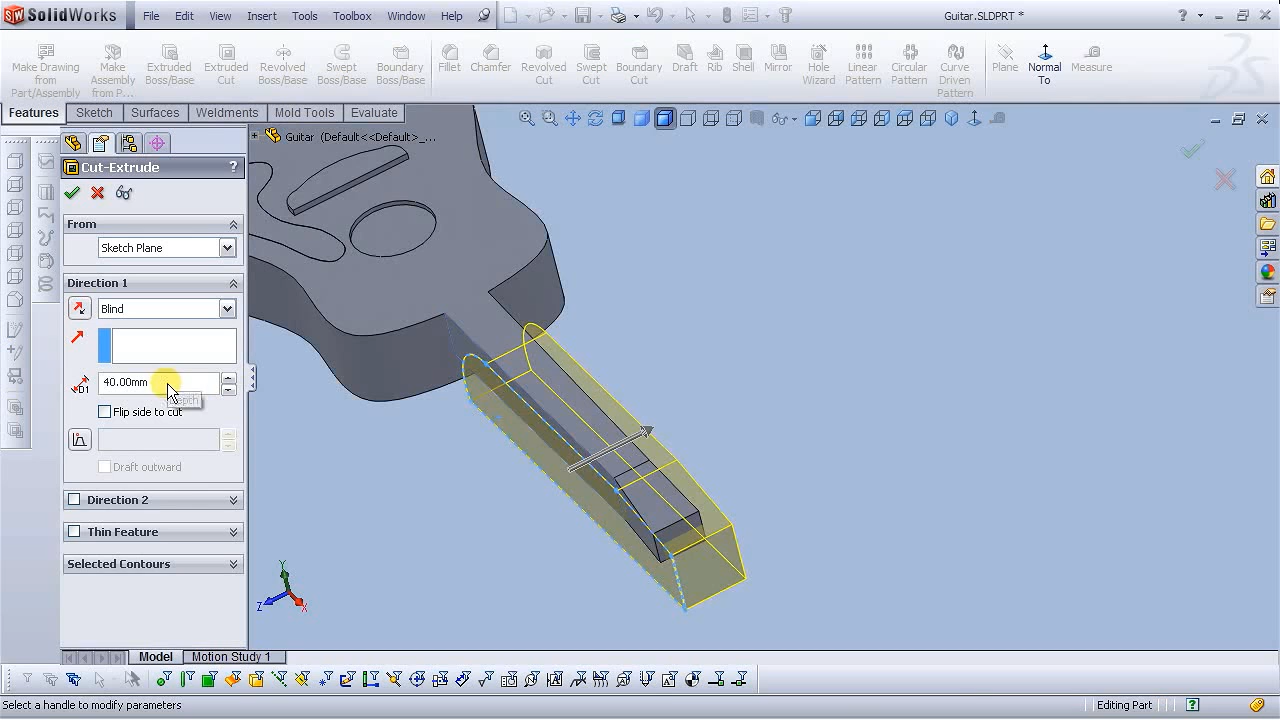 SolidWorks File Edit View Insert Tools Toolbox Window Help Guitar.SLDPRT *
Make Drawing from Part/Assembly
Make Assembly from P...
Extruded Boss/Base
Extruded Cut
Revolved Boss/Base
Swept Boss/Base
Boundary Boss/Base
Fillet
Chamfer
Revolved Cut
Swept Cut
Boundary Cut
Draft
Rib
Shell
Mirror
Hole Wizard
Linear Pattern
Circular Pattern
Curve Driven Pattern
Plane
Normal To
Measure
Features Sketch Surfaces Weldments Mold Tools Evaluate
Guitar (Default<<Default>_...
Cut-Extrude ?
From
Sketch Plane
Direction 1
Blind
D1 40.00mm
Depth
Flip side to cut
Draft outward
Direction 2
Thin Feature
Selected Contours
Y
Z X
Model Motion Study 1
Select a handle to modify parameters Editing Part